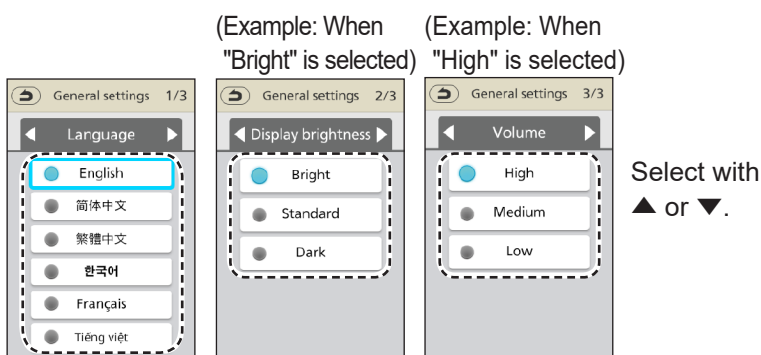 (Example: When
"Bright" is selected)
(Example: When
"High" is selected)
General settings 1/3
Language
English
简体中文
繁體中文
한국어
Français
Tiếng việt
General settings 2/3
Display brightness
Bright
Standard
Dark
General settings 3/3
Volume
High
Medium
Low
Select with
▲ or ▼.